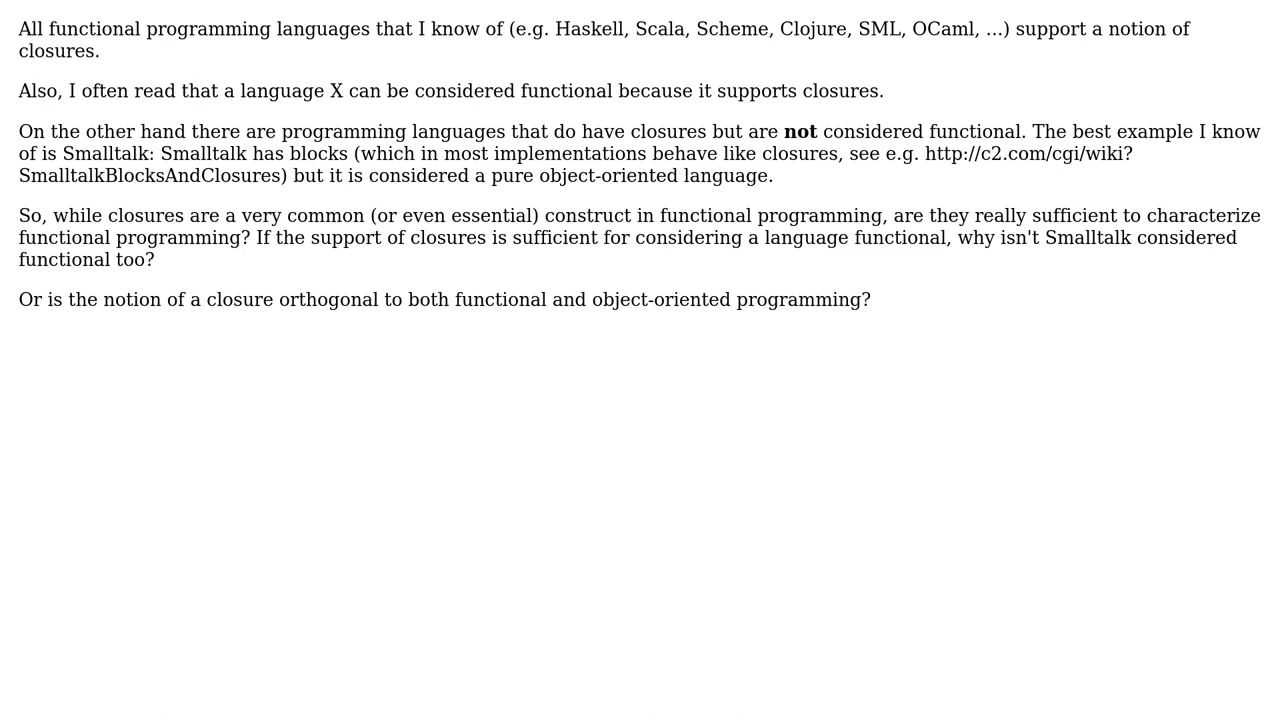 All functional programming languages that I know of (e.g. Haskell, Scala, Scheme, Clojure, SML, OCaml, ...) support a notion of
closures.
Also, I often read that a language X can be considered functional because it supports closures.
On the other hand there are programming languages that do have closures but are not considered functional. The best example I know
of is Smalltalk: Smalltalk has blocks (which in most implementations behave like closures, see e.g. http://c2.com/cgi/wiki?
SmalltalkBlocksAndClosures) but it is considered a pure object-oriented language.
So, while closures are a very common (or even essential) construct in functional programming, are they really sufficient to characterize
functional programming? If the support of closures is sufficient for considering a language functional, why isn't Smalltalk considered
functional too?
Or is the notion of a closure orthogonal to both functional and object-oriented programming?